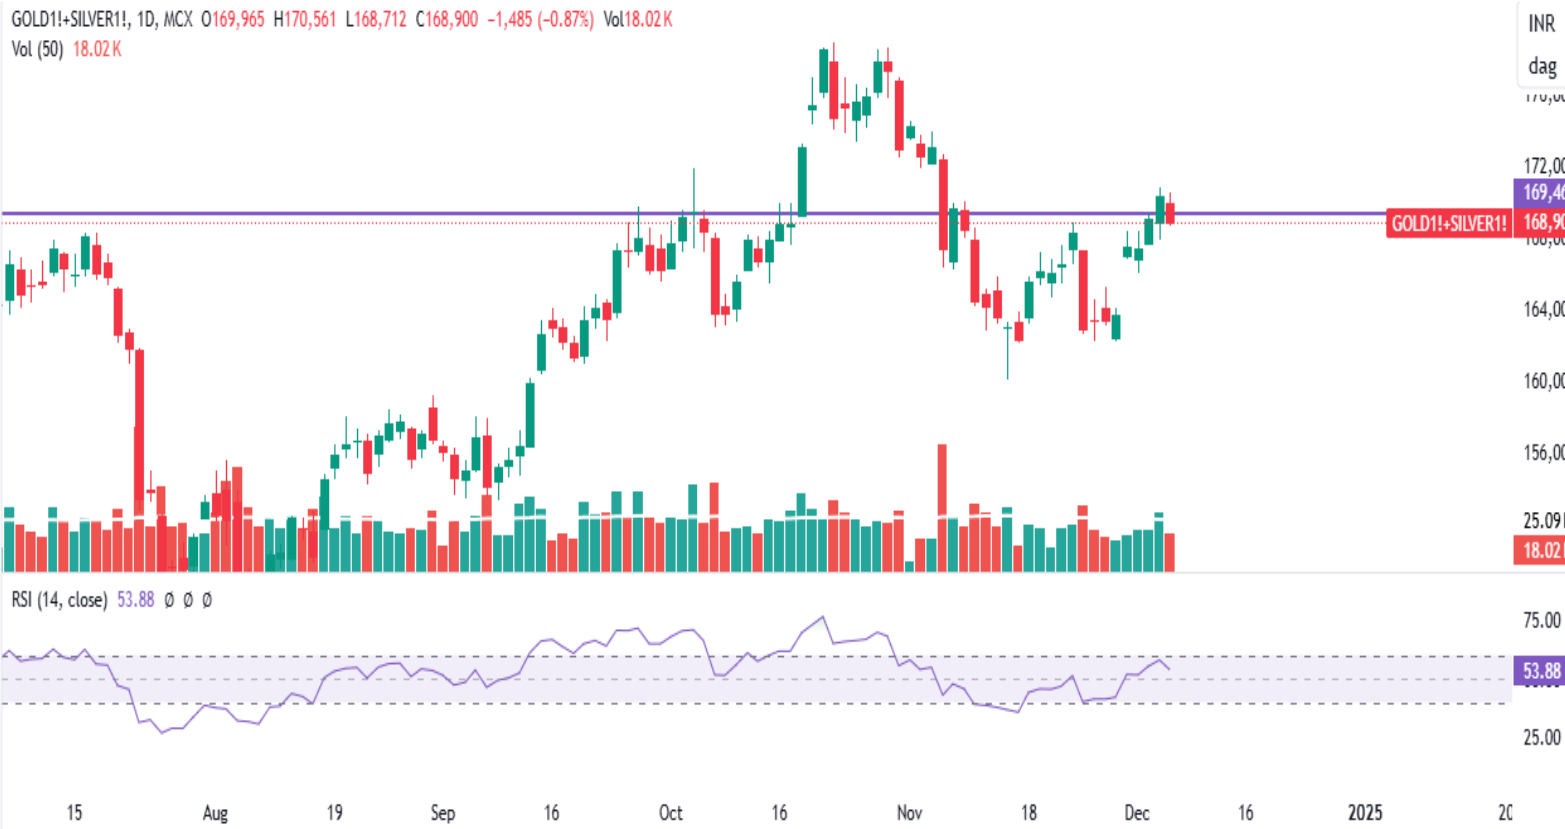 GOLD1!+SILVER1!, 1D, MCX O169,965 H170,561 L168,712 C168,900 −1,485 (−0.87%) Vol18.02K
Vol (50) 18.02K
INR
dag
172,00
169,46
GOLD1!+SILVER1! 168,90
164,00
160,00
156,00
25.09
18.02
RSI (14, close) 53.88 Ø Ø Ø
75.00
53.88
25.00
15 Aug 19 Sep 16 Oct 16 Nov 18 Dec 16 2025 20